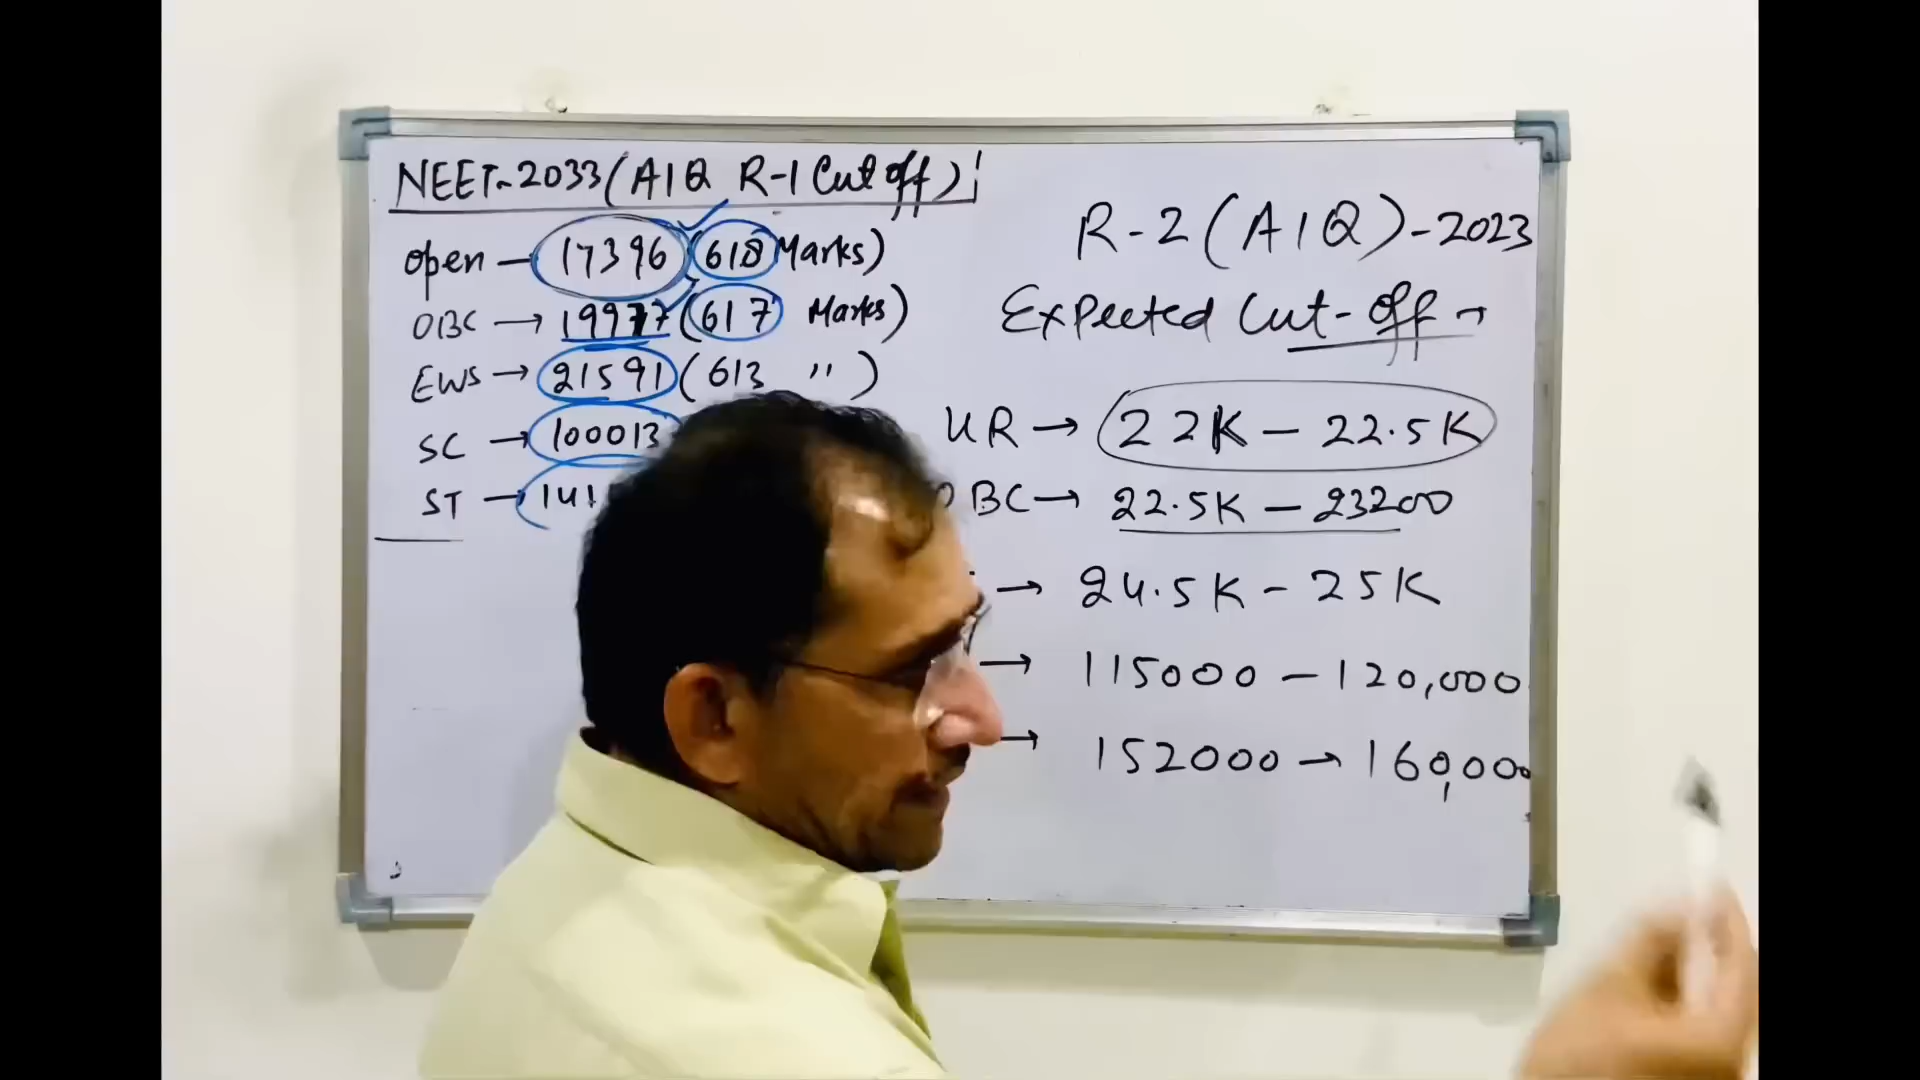 NEET-2033 (AIQ R-1 Cut off)
open - 17396 (618 Marks)
OBC → 19977 (617 Marks)
EWS → 21591 (613 ")
SC → 100013
ST →
R-2 (AIQ)-2023
Expected Cut-off →
UR → 22K - 22.5K
BC → 22.5K - 23200
→ 24.5K - 25K
→ 115000 - 120,000
→ 152000 → 160,000